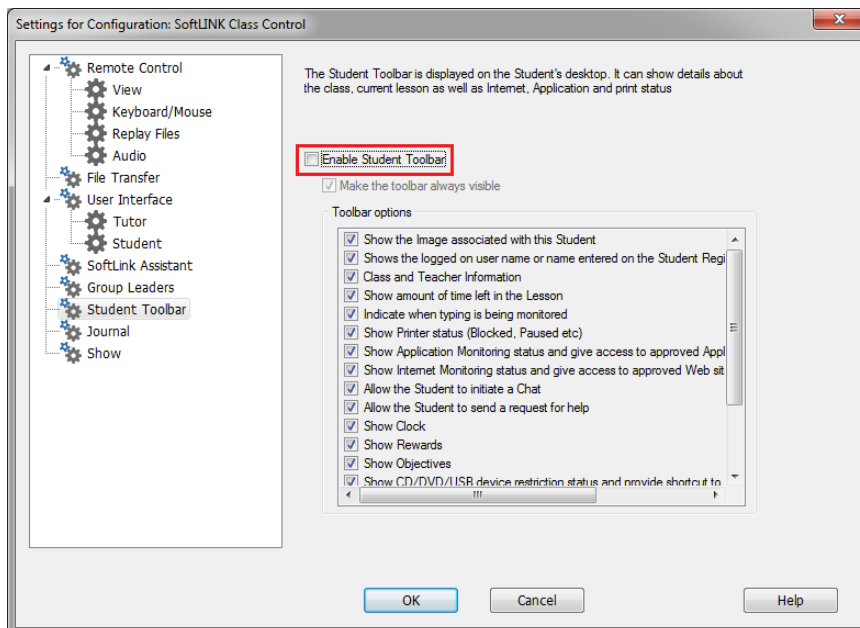 Settings for Configuration: SoftLINK Class Control
Remote Control
View
Keyboard/Mouse
Replay Files
Audio
File Transfer
User Interface
Tutor
Student
SoftLink Assistant
Group Leaders
Student Toolbar
Journal
Show
The Student Toolbar is displayed on the Student's desktop. It can show details about
the class, current lesson as well as Internet, Application and print status
Enable Student Toolbar
Make the toolbar always visible
Toolbar options
Show the Image associated with this Student
Shows the logged on user name or name entered on the Student Regi
Class and Teacher Information
Show amount of time left in the Lesson
Indicate when typing is being monitored
Show Printer status (Blocked, Paused etc)
Show Application Monitoring status and give access to approved Appl
Show Internet Monitoring status and give access to approved Web sit
Allow the Student to initiate a Chat
Allow the Student to send a request for help
Show Clock
Show Rewards
Show Objectives
Show CD/DVD/USB device restriction status and provide shortcut to
OK
Cancel
Help